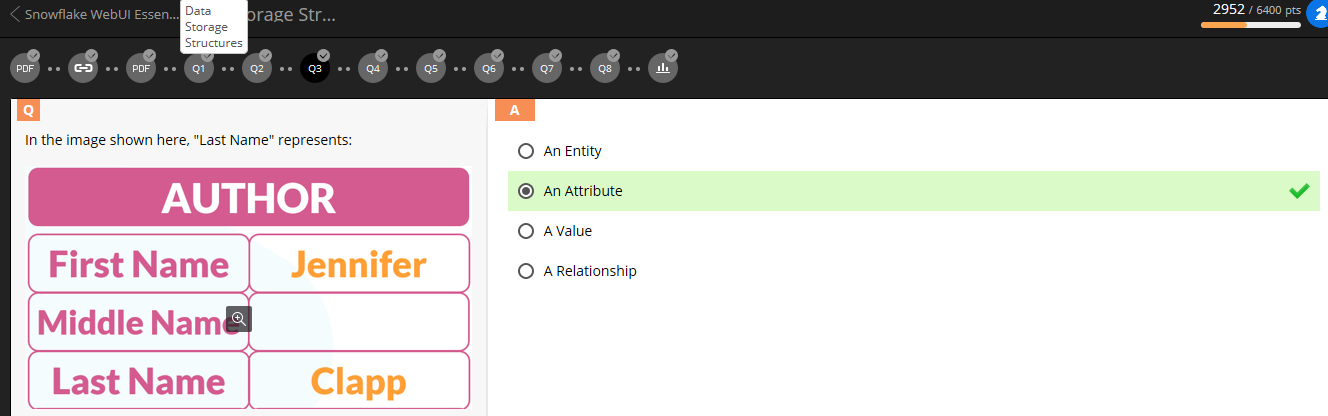 Snowflake WebUI Essen...
Data
Storage
Structures
orage Str...
2952 / 6400 pts
PDF
PDF
Q1
Q2
Q3
Q4
Q5
Q6
Q7
Q8
Q
In the image shown here, "Last Name" represents:
AUTHOR
First Name Jennifer
Middle Name
Last Name Clapp
A
An Entity
An Attribute
A Value
A Relationship